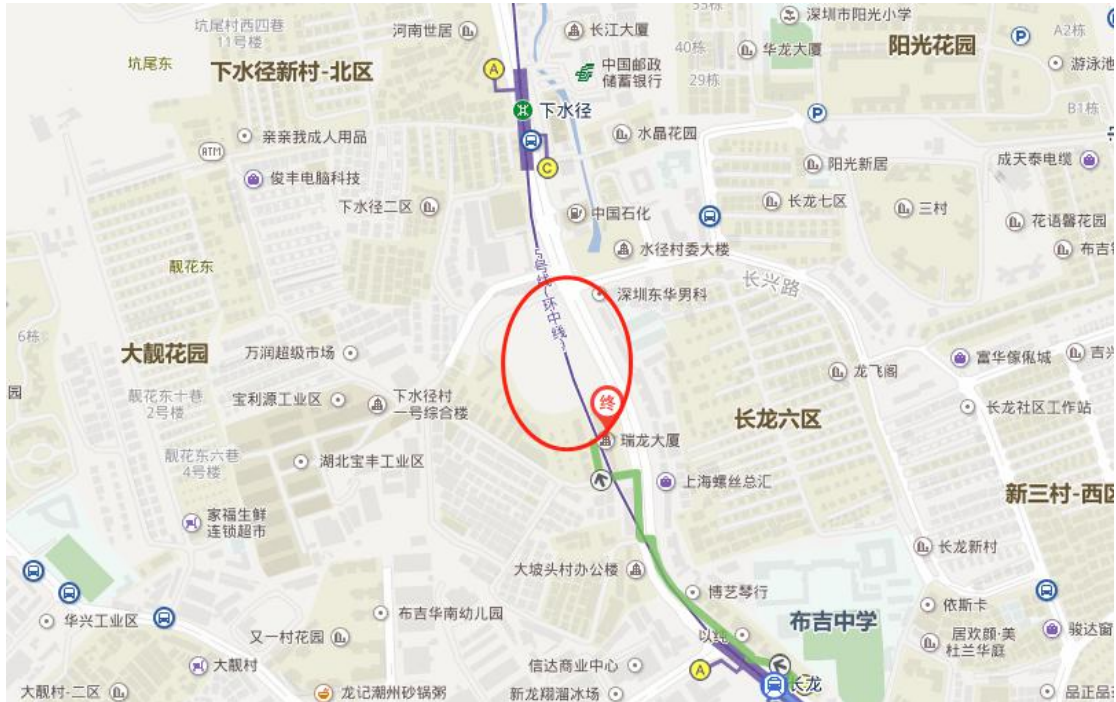 坑尾村西四巷
11号楼
河南世居
长江大厦
33栋
深圳市阳光小学
坑尾东
下水径新村-北区
A
中国邮政
储蓄银行
40栋
华龙大厦
29栋
阳光花园
P
A2栋
游泳池
下水径
P
B1栋
亲亲我成人用品
ATM
俊丰电脑科技
C
水晶花园
阳光新居
成天泰电缆
下水径二区
中国石化
长龙七区
三村
花语馨花园
水径村委大楼
布吉
靓花东
5号线(环中线)
深圳东华男科
长兴路
6栋
大靓花园
万润超级市场
富华傢俬城
吉兴
园
靓花东十巷
2号楼
宝利源工业区
下水径村
一号综合楼
终
龙飞阁
长龙社区工作站
瑞龙大厦
长龙六区
靓花东六巷
4号楼
湖北宝丰工业区
上海螺丝总汇
新三村-西区
家福生鲜
连锁超市
长龙新村
大坡头村办公楼
博艺琴行
华兴工业区
布吉华南幼儿园
布吉中学
依斯卡
又一村花园
以纯
居欢颜·美
杜兰华庭
骏达窗
大靓村
信达商业中心
A
长龙
大靓村-二区
龙记潮州砂锅粥
新龙翔溜冰场
品正品